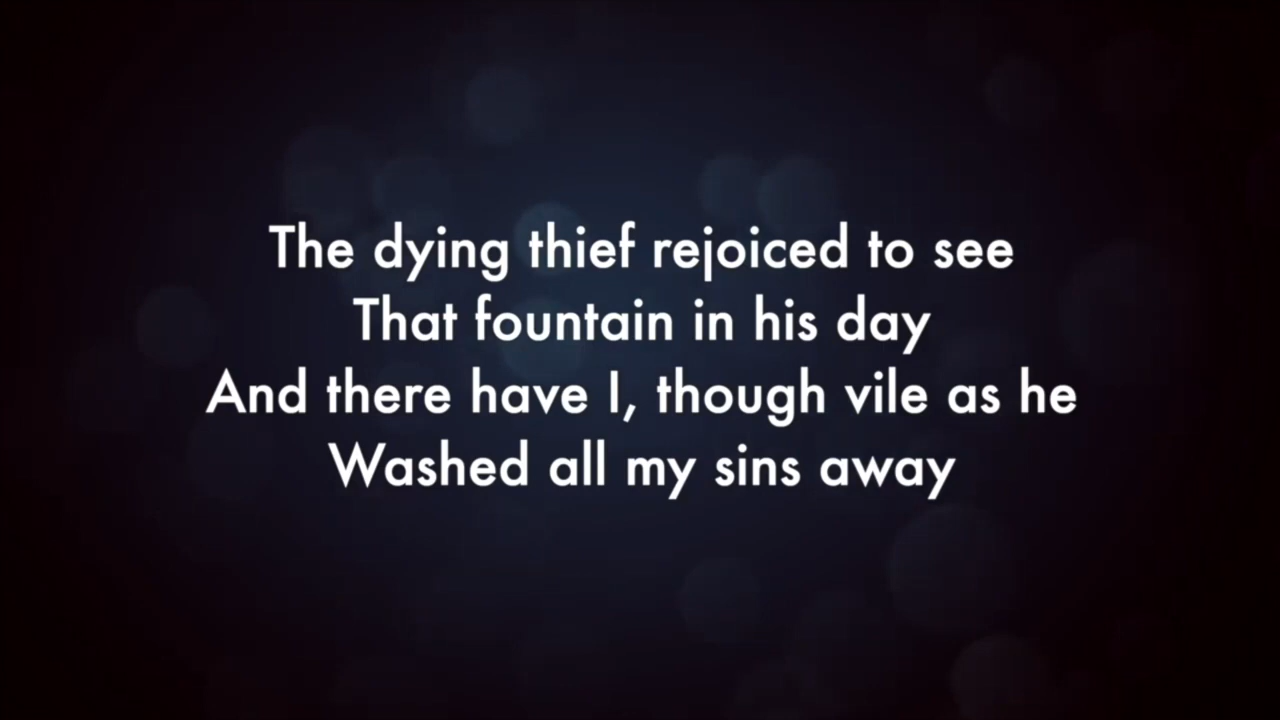 The dying thief rejoiced to see
That fountain in his day
And there have I, though vile as he
Washed all my sins away